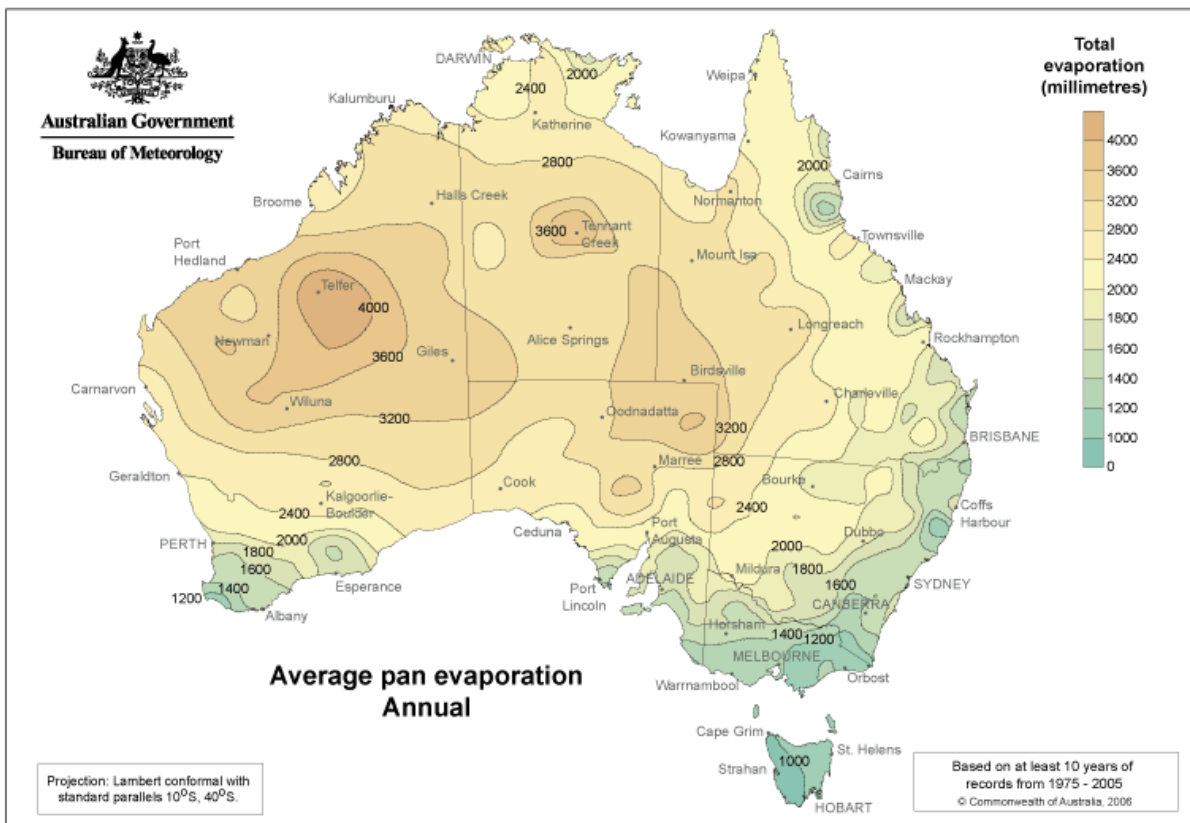 Australian Government
Bureau of Meteorology
Total
evaporation
(millimetres)
4000
3600
3200
2800
2400
2000
1800
1600
1400
1200
1000
0
DARWIN
2000
2400
Weipa
Kalumburu
Katherine
Kowanyama
2800
2000
Cairns
Halls Creek
Normanton
Broome
3600
Tennant
Creek
Townsville
Port
Hedland
Mount Isa
Mackay
Telfer
4000
Longreach
Newman
Alice Springs
Rockhampton
3600
Giles
Birdsville
Carnarvon
Charleville
Wiluna
3200
Oodnadatta
3200
BRISBANE
2800
Marree
2800
Geraldton
Cook
Bourke
Kalgoorlie-
Boulder
2400
2400
Coffs
Harbour
Ceduna
Port
Augusta
Dubbo
PERTH
2000
1800
2000
1600
Mildura
1800
1400
Esperance
Port
Lincoln
ADELAIDE
1600
SYDNEY
1200
Albany
CANBERRA
Horsham
1400
1200
MELBOURNE
Average pan evaporation
Annual
Warrnambool
Orbost
Cape Grim
St. Helens
1000
Strahan
HOBART
Projection: Lambert conformal with
standard parallels 10°S, 40°S.
Based on at least 10 years of
records from 1975 - 2005
© Commonwealth of Australia, 2006